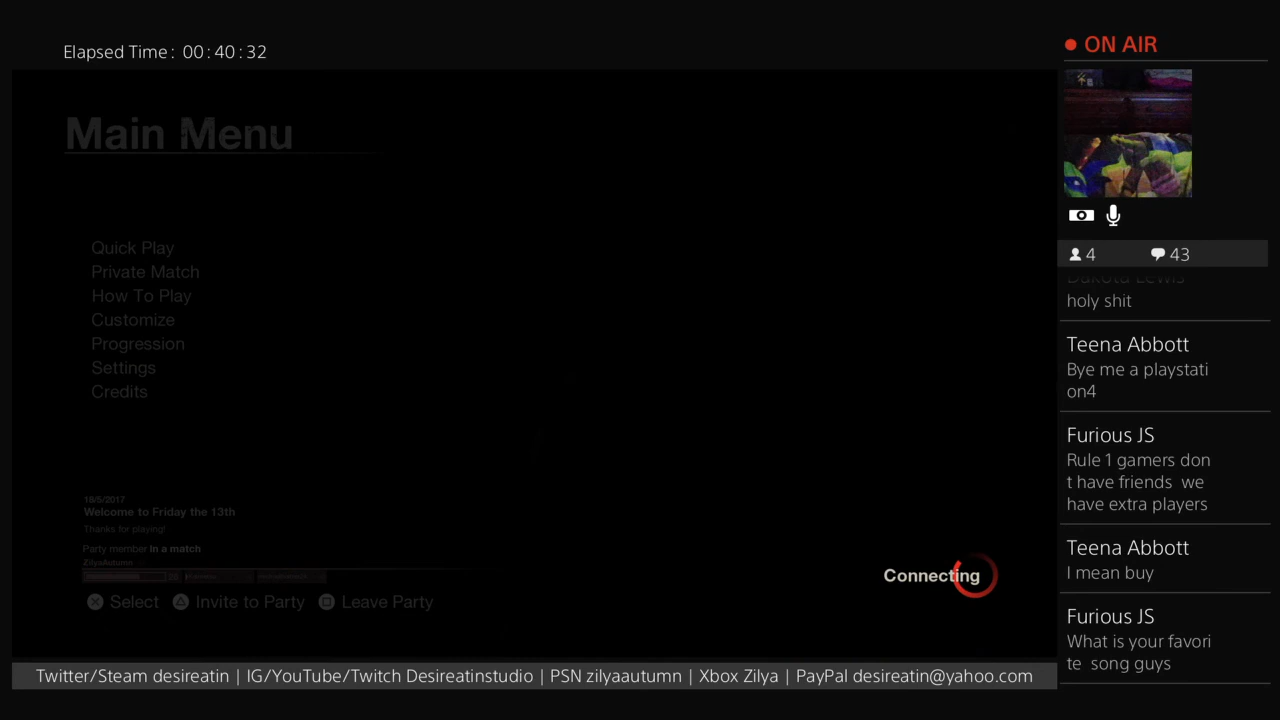 Elapsed Time: 00:40:32
ON AIR
Main Menu
Quick Play
Private Match
How To Play
Customize
Progression
Settings
Credits
18/5/2017
Welcome to Friday the 13th
Thanks for playing!
Party member In a match
ZilyaAutumn
Select Invite to Party Leave Party
Connecting
Twitter/Steam desireatin | IG/YouTube/Twitch Desireatinstudio | PSN zilyaautumn | Xbox Zilya | PayPal desireatin@yahoo.com
4 43
Dakota Lewis
holy shit
Teena Abbott
Bye me a playstati
on4
Furious JS
Rule 1 gamers don
t have friends we
have extra players
Teena Abbott
I mean buy
Furious JS
What is your favori
te song guys